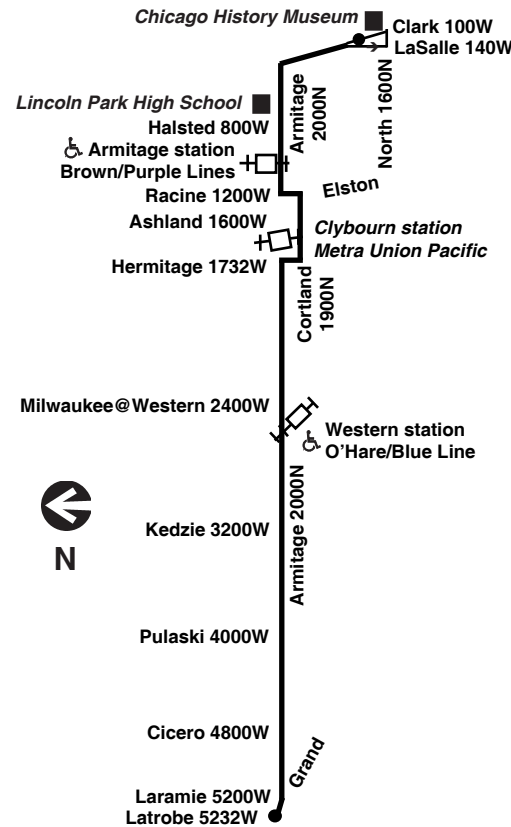 Chicago History Museum
Clark 100W
LaSalle 140W
North 1600N
Armitage
2000N
Lincoln Park High School
Halsted 800W
Armitage station
Brown/Purple Lines
Racine 1200W
Elston
Ashland 1600W
Clybourn station
Metra Union Pacific
Hermitage 1732W
Cortland
1900N
Milwaukee@Western 2400W
Western station
O'Hare/Blue Line
N
Armitage 2000N
Kedzie 3200W
Pulaski 4000W
Cicero 4800W
Grand
Laramie 5200W
Latrobe 5232W